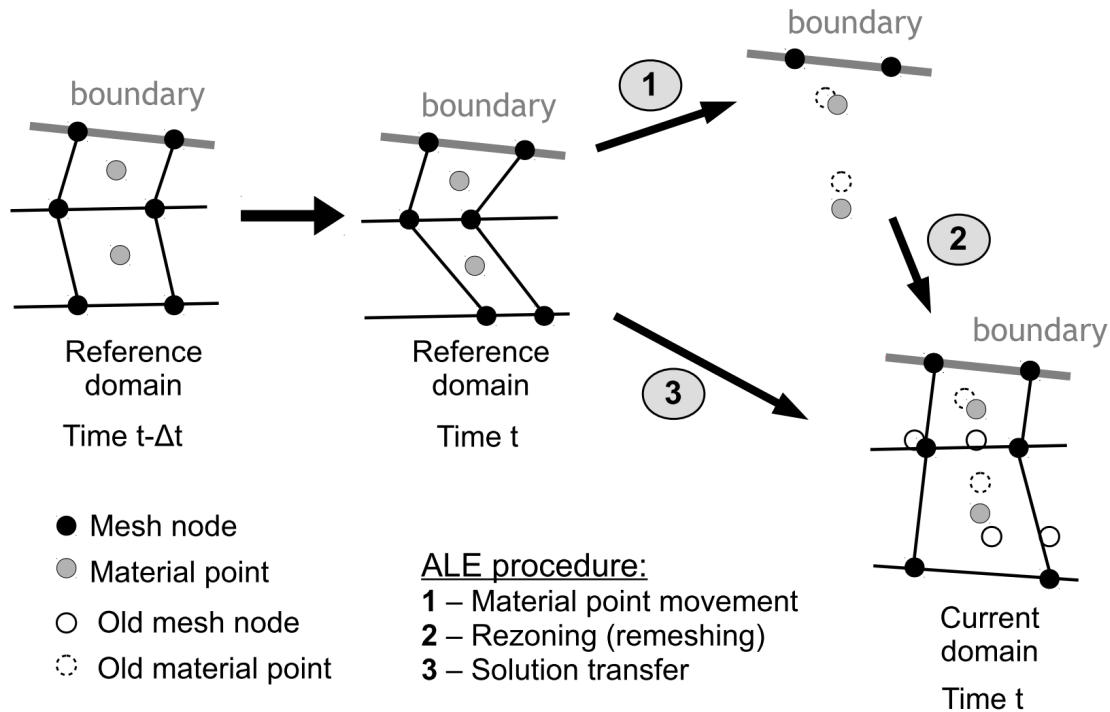 boundary
1
boundary
boundary
2
boundary
3
Reference
domain
Time t-Δt
Reference
domain
Time t
Mesh node
Material point
Old mesh node
Old material point
ALE procedure:
1 – Material point movement
2 – Rezoning (remeshing)
3 – Solution transfer
Current
domain
Time t